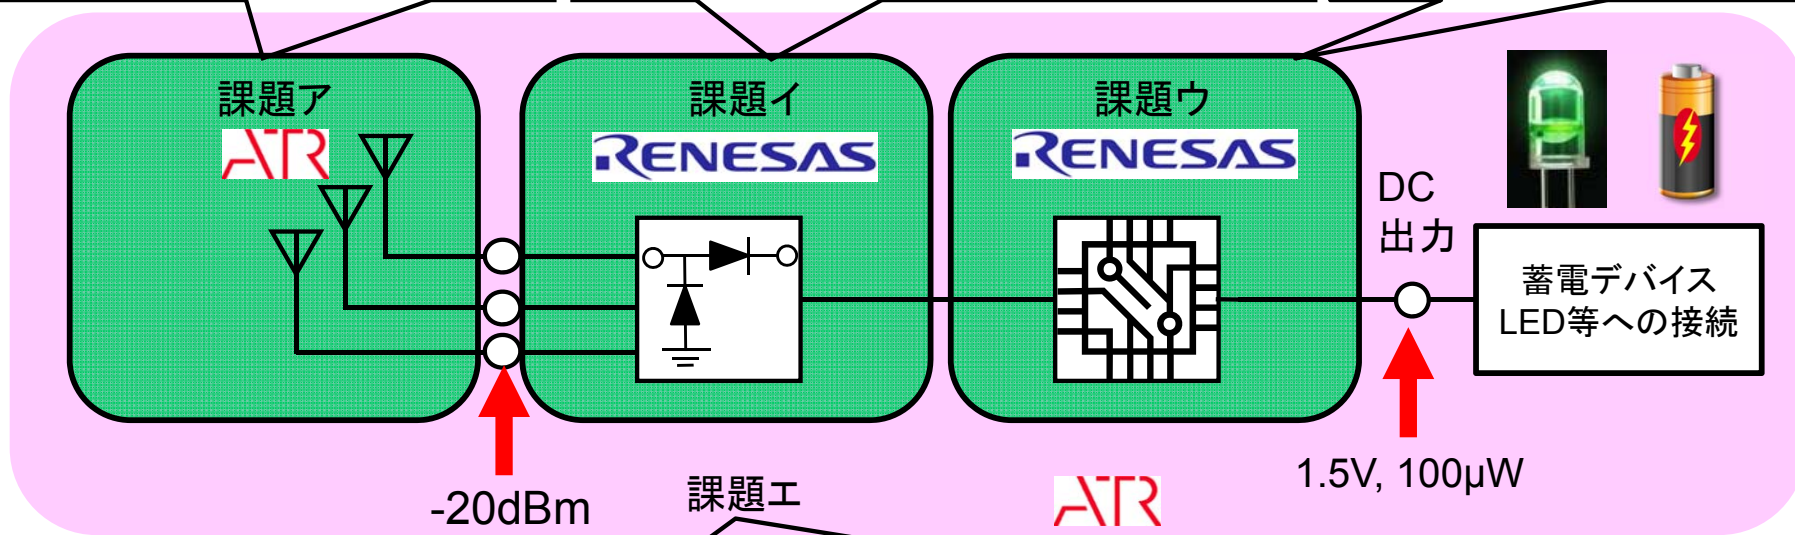 課題ア
ATR
課題イ
RENESAS
課題ウ
RENESAS
DC
出力
蓄電デバイス
LED等への接続
-20dBm
1.5V, 100μW
課題エ
ATR